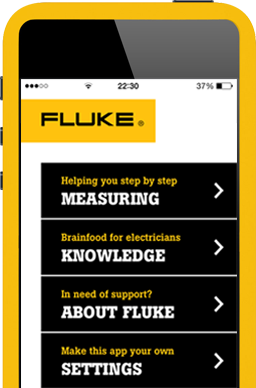 22:30 37%
FLUKE ®
Helping you step by step
MEASURING
Brainfood for electricians
KNOWLEDGE
In need of support?
ABOUT FLUKE
Make this app your own
SETTINGS